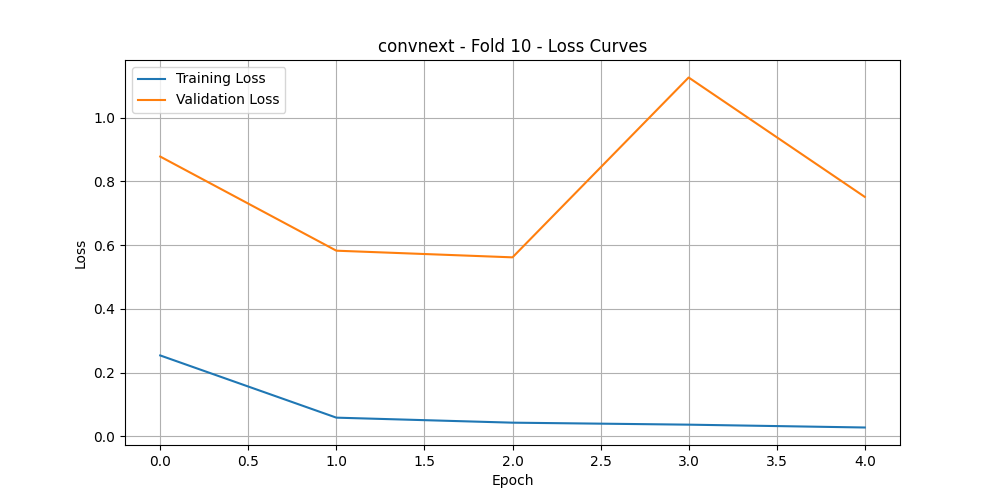 convnext - Fold 10 - Loss Curves
Training Loss
Validation Loss
Loss
1.0
0.8
0.6
0.4
0.2
0.0
0.0 0.5 1.0 1.5 2.0 2.5 3.0 3.5 4.0
Epoch